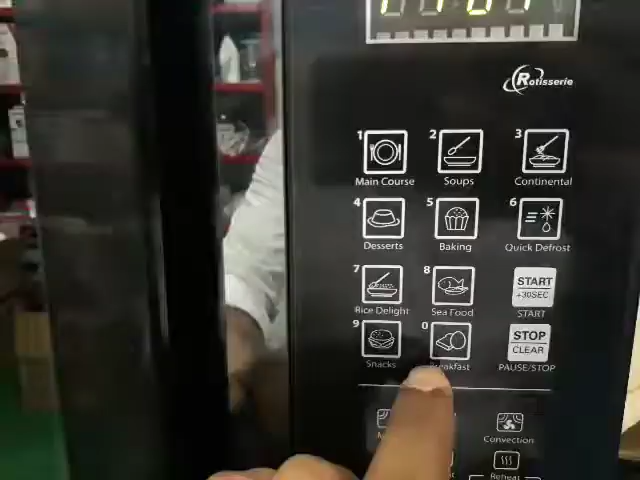 Rotisserie
1 2 3
Main Course Soups Continental
4 5 6
Desserts Baking Quick Defrost
7 8 START
+30SEC
Rice Delight Sea Food START
9 0 STOP
CLEAR
Snacks Breakfast PAUSE/STOP
Convection
Reheat